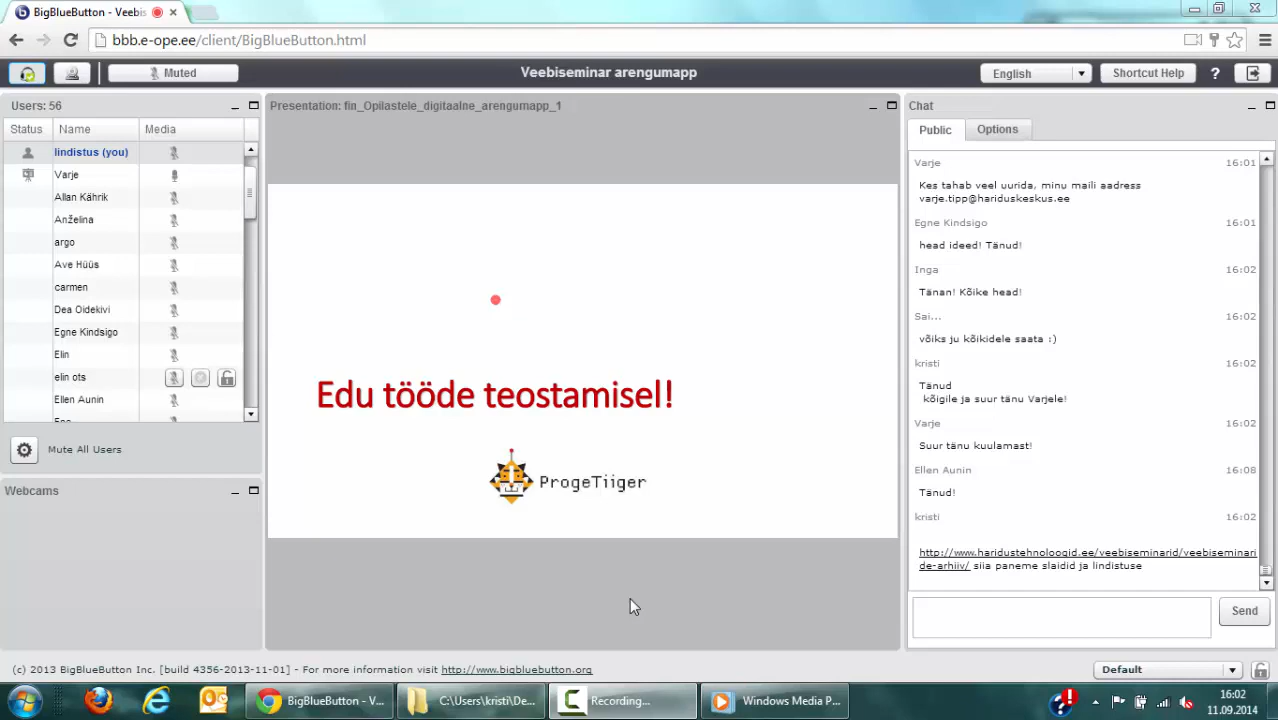 BigBlueButton - Veebis
bbb.e-ope.ee/client/BigBlueButton.html
Muted
Veebiseminar arengumapp
English
Shortcut Help
?
Users: 56
Status Name Media
lindistus (you)
Varje
Allan Kährik
Anželina
argo
Ave Hüüs
carmen
Dea Oidekivi
Egne Kindsigo
Elin
elin ots
Ellen Aunin
Mute All Users
Webcams
Presentation: fin_Opilastele_digitaalne_arengumapp_1
Edu tööde teostamisel!
ProgeTiiger
Chat
Public Options
Varje 16:01
Kes tahab veel uurida, minu maili aadress
varje.tipp@hariduskeskus.ee
Egne Kindsigo 16:01
head ideed! Tänud!
Inga 16:02
Tänan! Kõike head!
Sai... 16:02
võiks ju kõikidele saata :)
kristi 16:02
Tänud
kõigile ja suur tänu Varjele!
Varje 16:02
Suur tänu kuulamast!
Ellen Aunin 16:08
Tänud!
kristi 16:02
http://www.haridustehnoloogid.ee/veebiseminarid/veebiseminari
de-arhiiv/ siia paneme slaidid ja lindistuse
Send
(c) 2013 BigBlueButton Inc. [build 4356-2013-11-01] - For more information visit http://www.bigbluebutton.org
Default
BigBlueButton - V...
C:\Users\kristi\De...
Recording...
Windows Media P...
16:02
11.09.2014